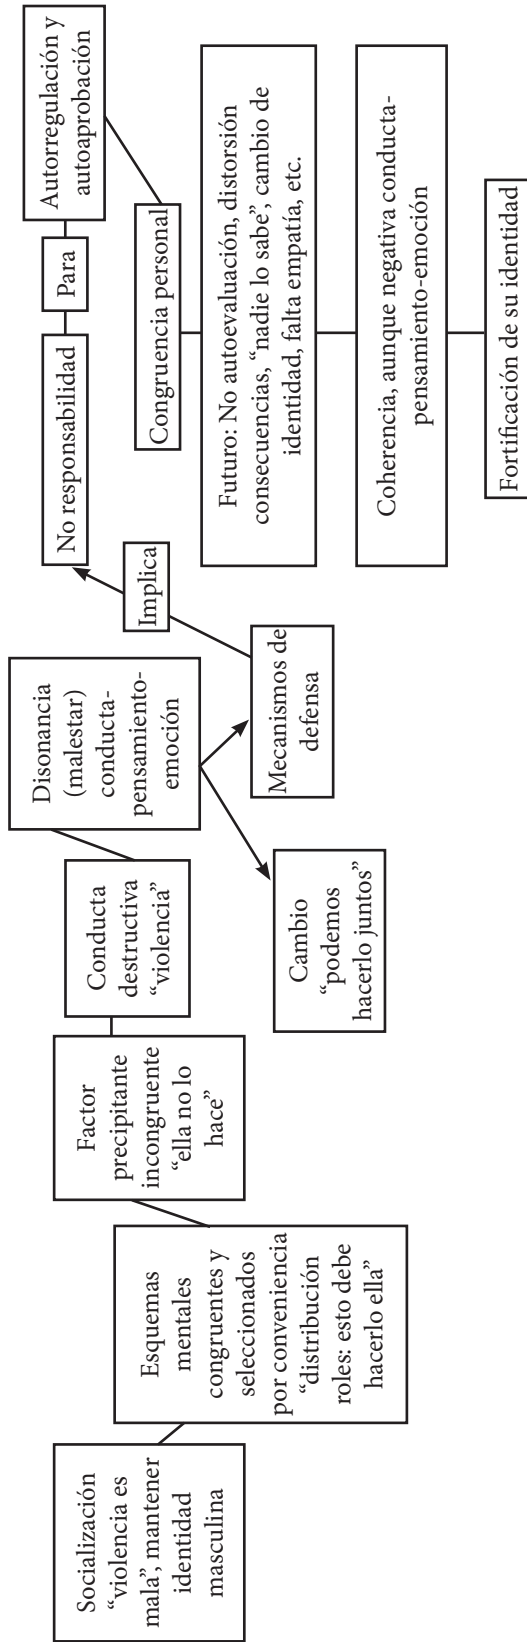 Socialización
“violencia es
mala”, mantener
identidad
masculina
Esquemas
mentales
congruentes y
seleccionados
por conveniencia
“distribución
roles: esto debe
hacerlo ella”
Factor
precipitante
incongruente
“ella no lo
hace”
Conducta
destructiva
“violencia”
Disonancia
(malestar)
conducta-
pensamiento-
emoción
Cambio
“podemos
hacerlo juntos”
Mecanismos de
defensa
Implica
No responsabilidad
Para
Autorregulación y
autoaprobación
Congruencia personal
Futuro: No autoevaluación, distorsión
consecuencias, “nadie lo sabe”, cambio de
identidad, falta empatía, etc.
Coherencia, aunque negativa conducta-
pensamiento-emoción
Fortificación de su identidad